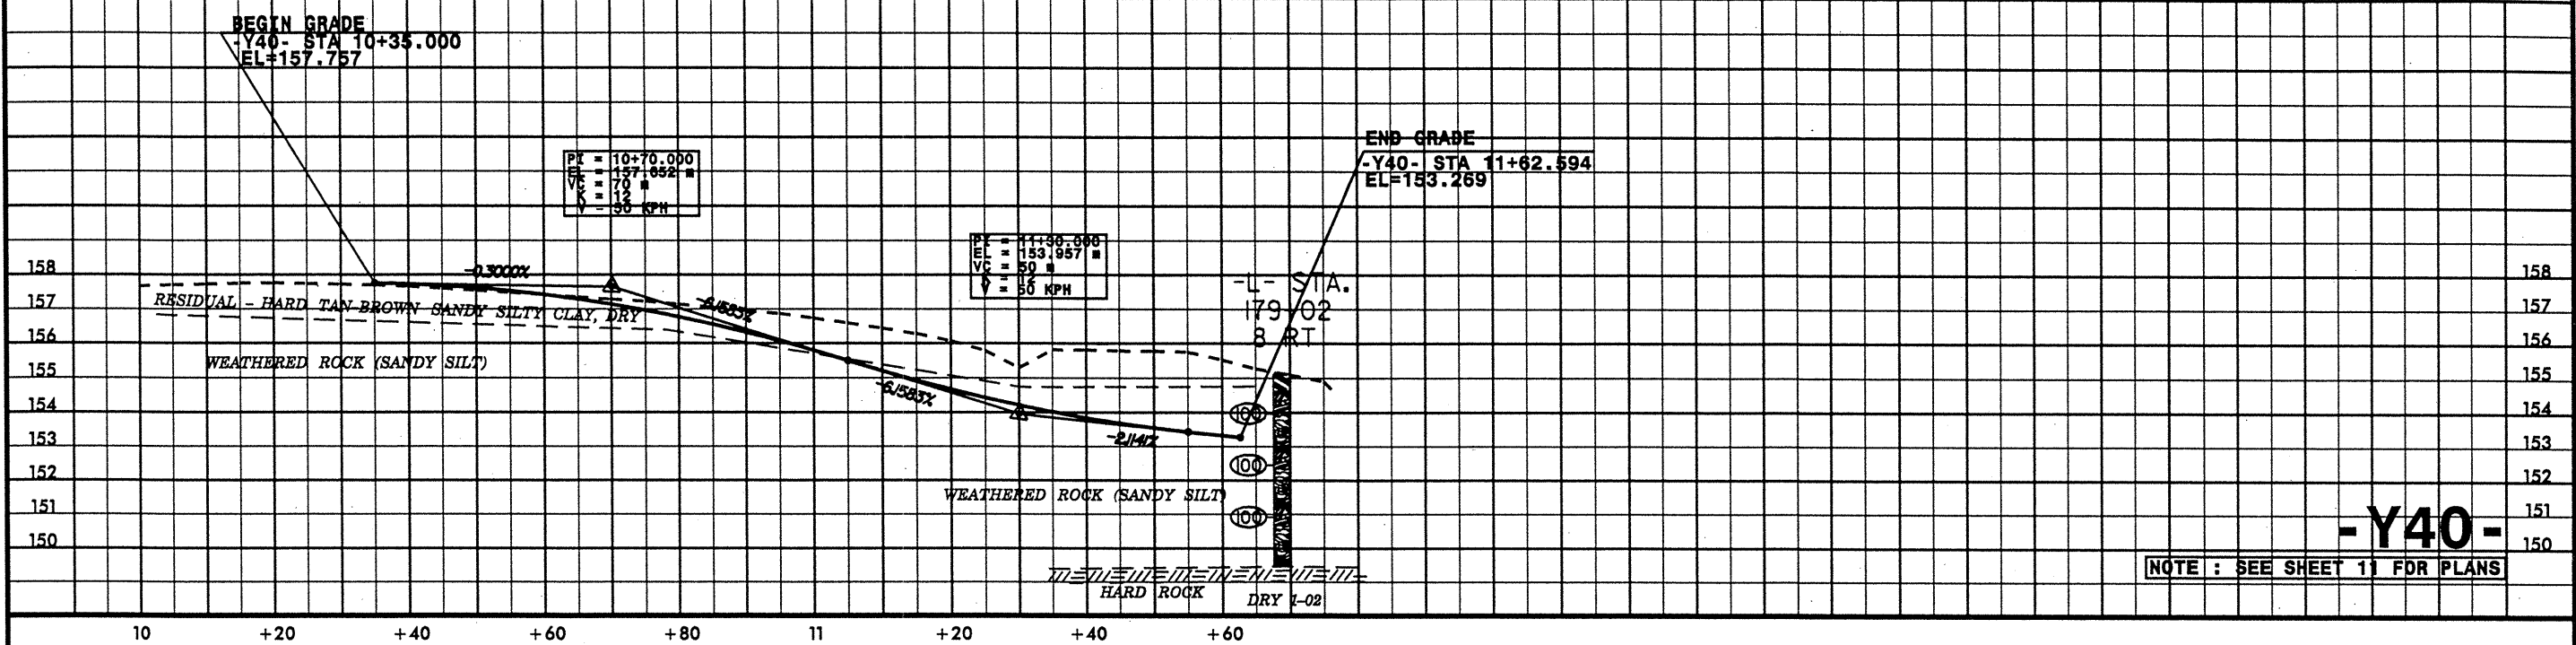 BEGIN GRADE
-Y40- STA 10+35.000
EL=157.757
PI = 10+70.000
EL = 157.652 m
VC = 70 m
K = 12
V = 50 KPH
END GRADE
-Y40- STA 11+62.594
EL=153.269
PI = 11+30.000
EL = 153.957 m
VC = 50 m
K = 12
V = 50 KPH
-0.3000%
-6.1583%
-6.1583%
-2.1141%
-L- STA.
179+02
8 RT
RESIDUAL - HARD TAN-BROWN SANDY SILTY CLAY, DRY
WEATHERED ROCK (SANDY SILT)
WEATHERED ROCK (SANDY SILT)
100
100
100
HARD ROCK
DRY 1-02
158
157
156
155
154
153
152
151
150
158
157
156
155
154
153
152
151
150
-Y40-
NOTE : SEE SHEET 11 FOR PLANS
10 +20 +40 +60 +80 11 +20 +40 +60